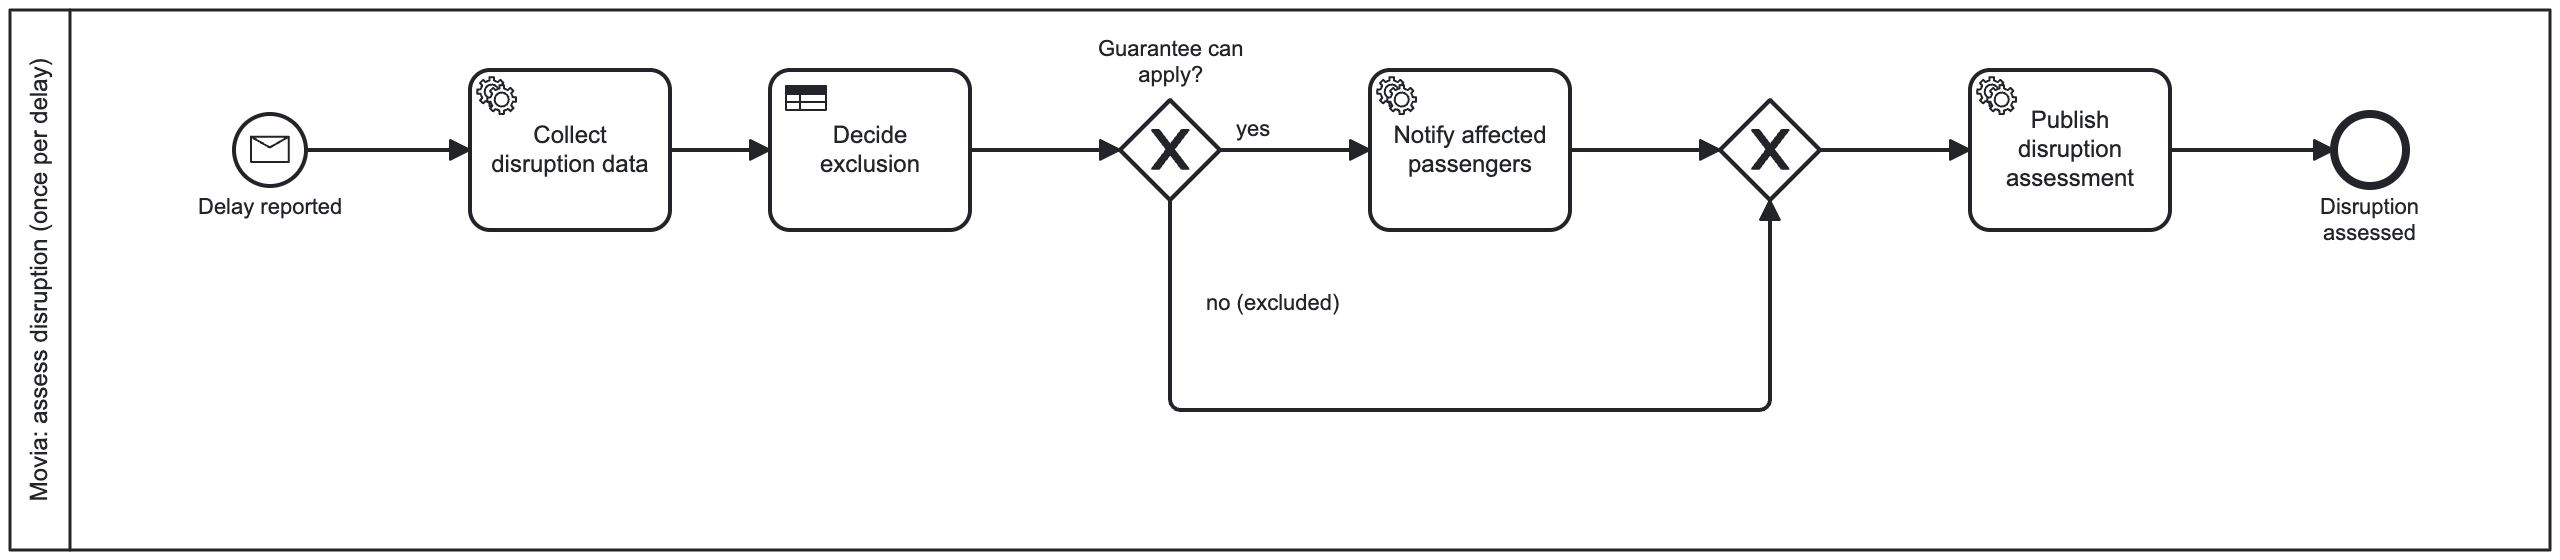 Movia: assess disruption (once per delay)
Delay reported
Collect
disruption data
Decide
exclusion
Guarantee can
apply?
yes
no (excluded)
Notify affected
passengers
Publish
disruption
assessment
Disruption
assessed